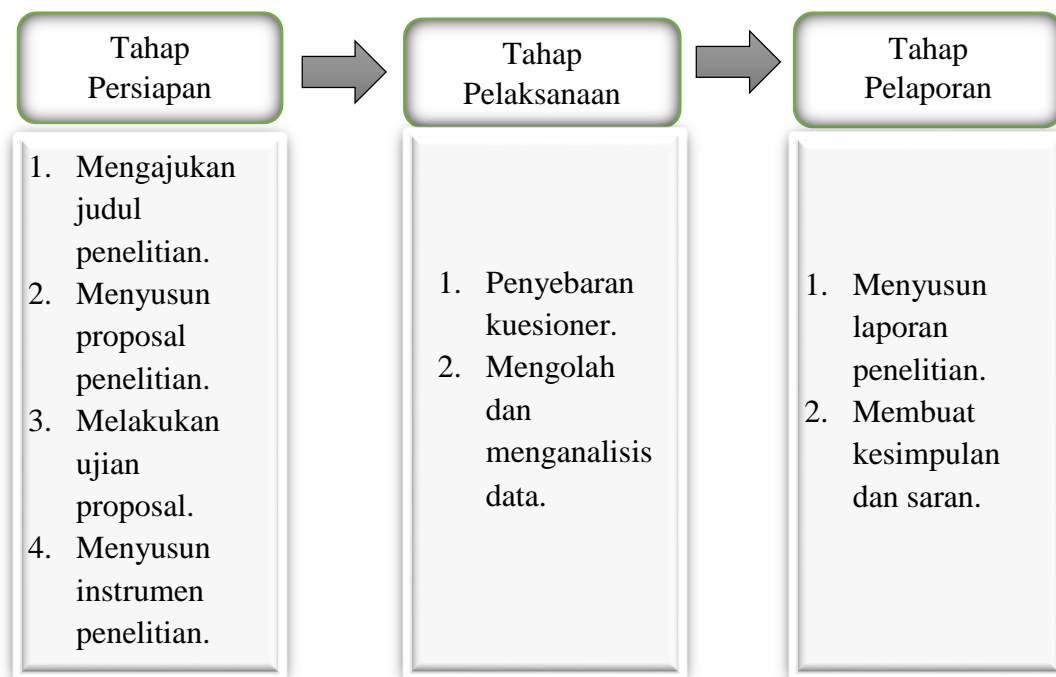 Tahap
Persiapan
1. Mengajukan
judul
penelitian.
2. Menyusun
proposal
penelitian.
3. Melakukan
ujian
proposal.
4. Menyusun
instrumen
penelitian.
Tahap
Pelaksanaan
1. Penyebaran
kuesioner.
2. Mengolah
dan
menganalisis
data.
Tahap
Pelaporan
1. Menyusun
laporan
penelitian.
2. Membuat
kesimpulan
dan saran.